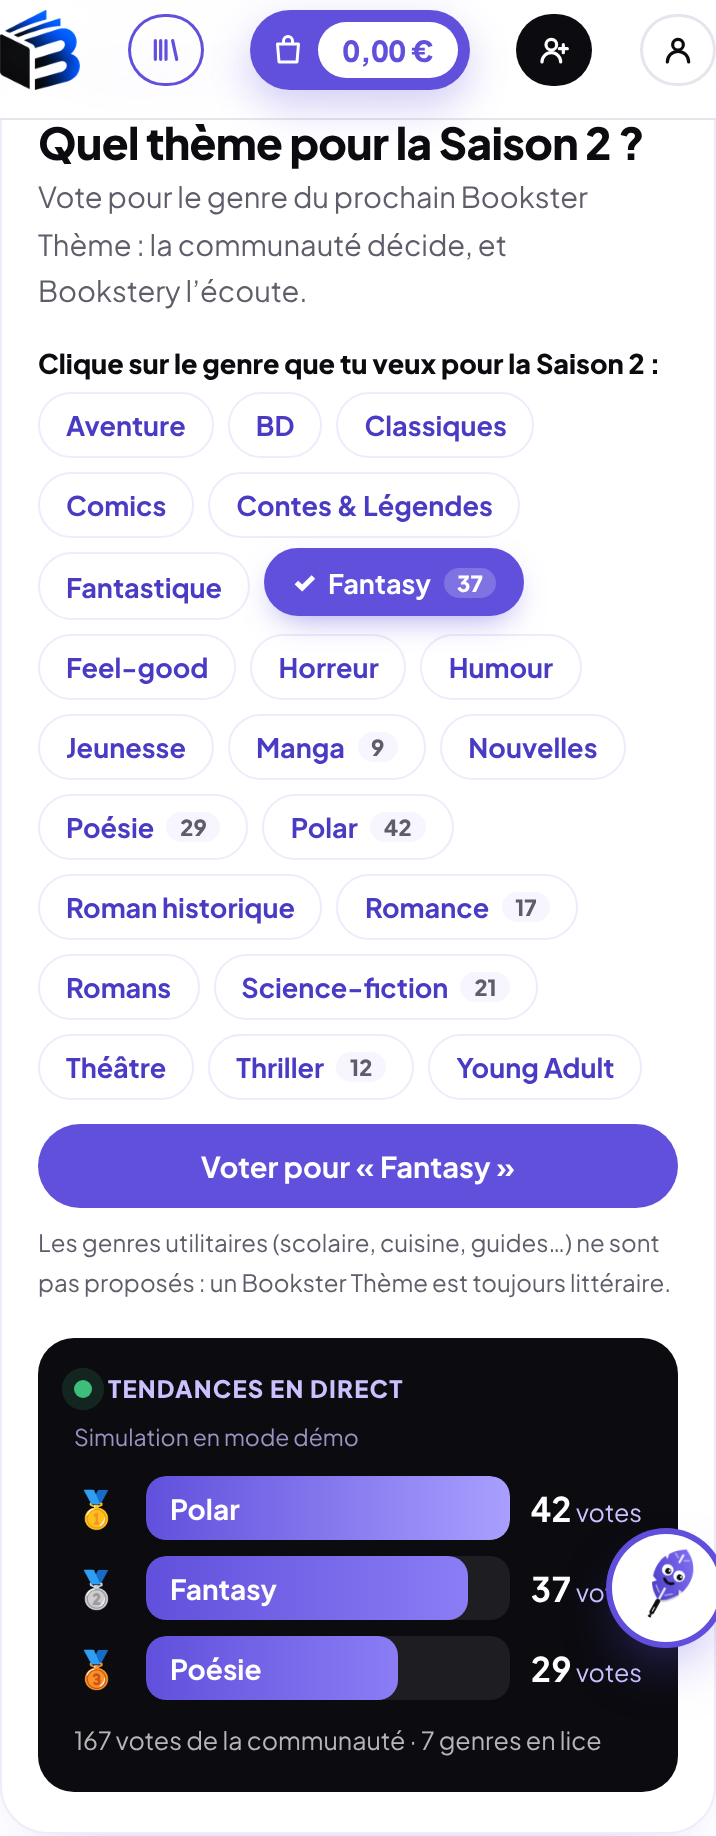 0,00 €
Quel thème pour la Saison 2 ?
Vote pour le genre du prochain Bookster
Thème : la communauté décide, et
Bookstery l’écoute.
Clique sur le genre que tu veux pour la Saison 2 :
Aventure BD Classiques
Comics Contes & Légendes
Fantastique ✓ Fantasy 37
Feel-good Horreur Humour
Jeunesse Manga 9 Nouvelles
Poésie 29 Polar 42
Roman historique Romance 17
Romans Science-fiction 21
Théâtre Thriller 12 Young Adult
Voter pour « Fantasy »
Les genres utilitaires (scolaire, cuisine, guides…) ne sont
pas proposés : un Bookster Thème est toujours littéraire.
TENDANCES EN DIRECT
Simulation en mode démo
1 Polar 42 votes
2 Fantasy 37 vo
3 Poésie 29 votes
167 votes de la communauté · 7 genres en lice